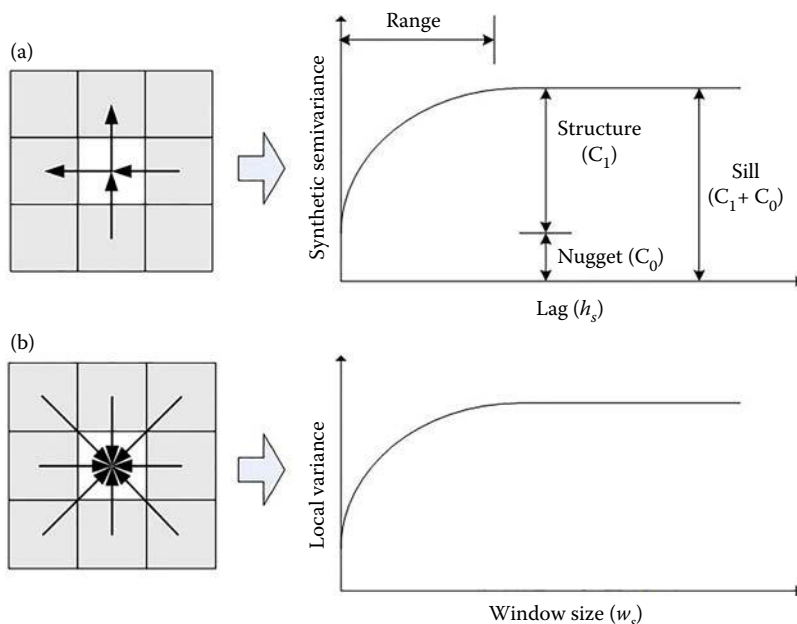 (a)
Range
Synthetic semivariance
Structure
(C₁)
Sill
(C₁ + C₀)
Nugget (C₀)
Lag (hₛ)
(b)
Local variance
Window size (wₛ)